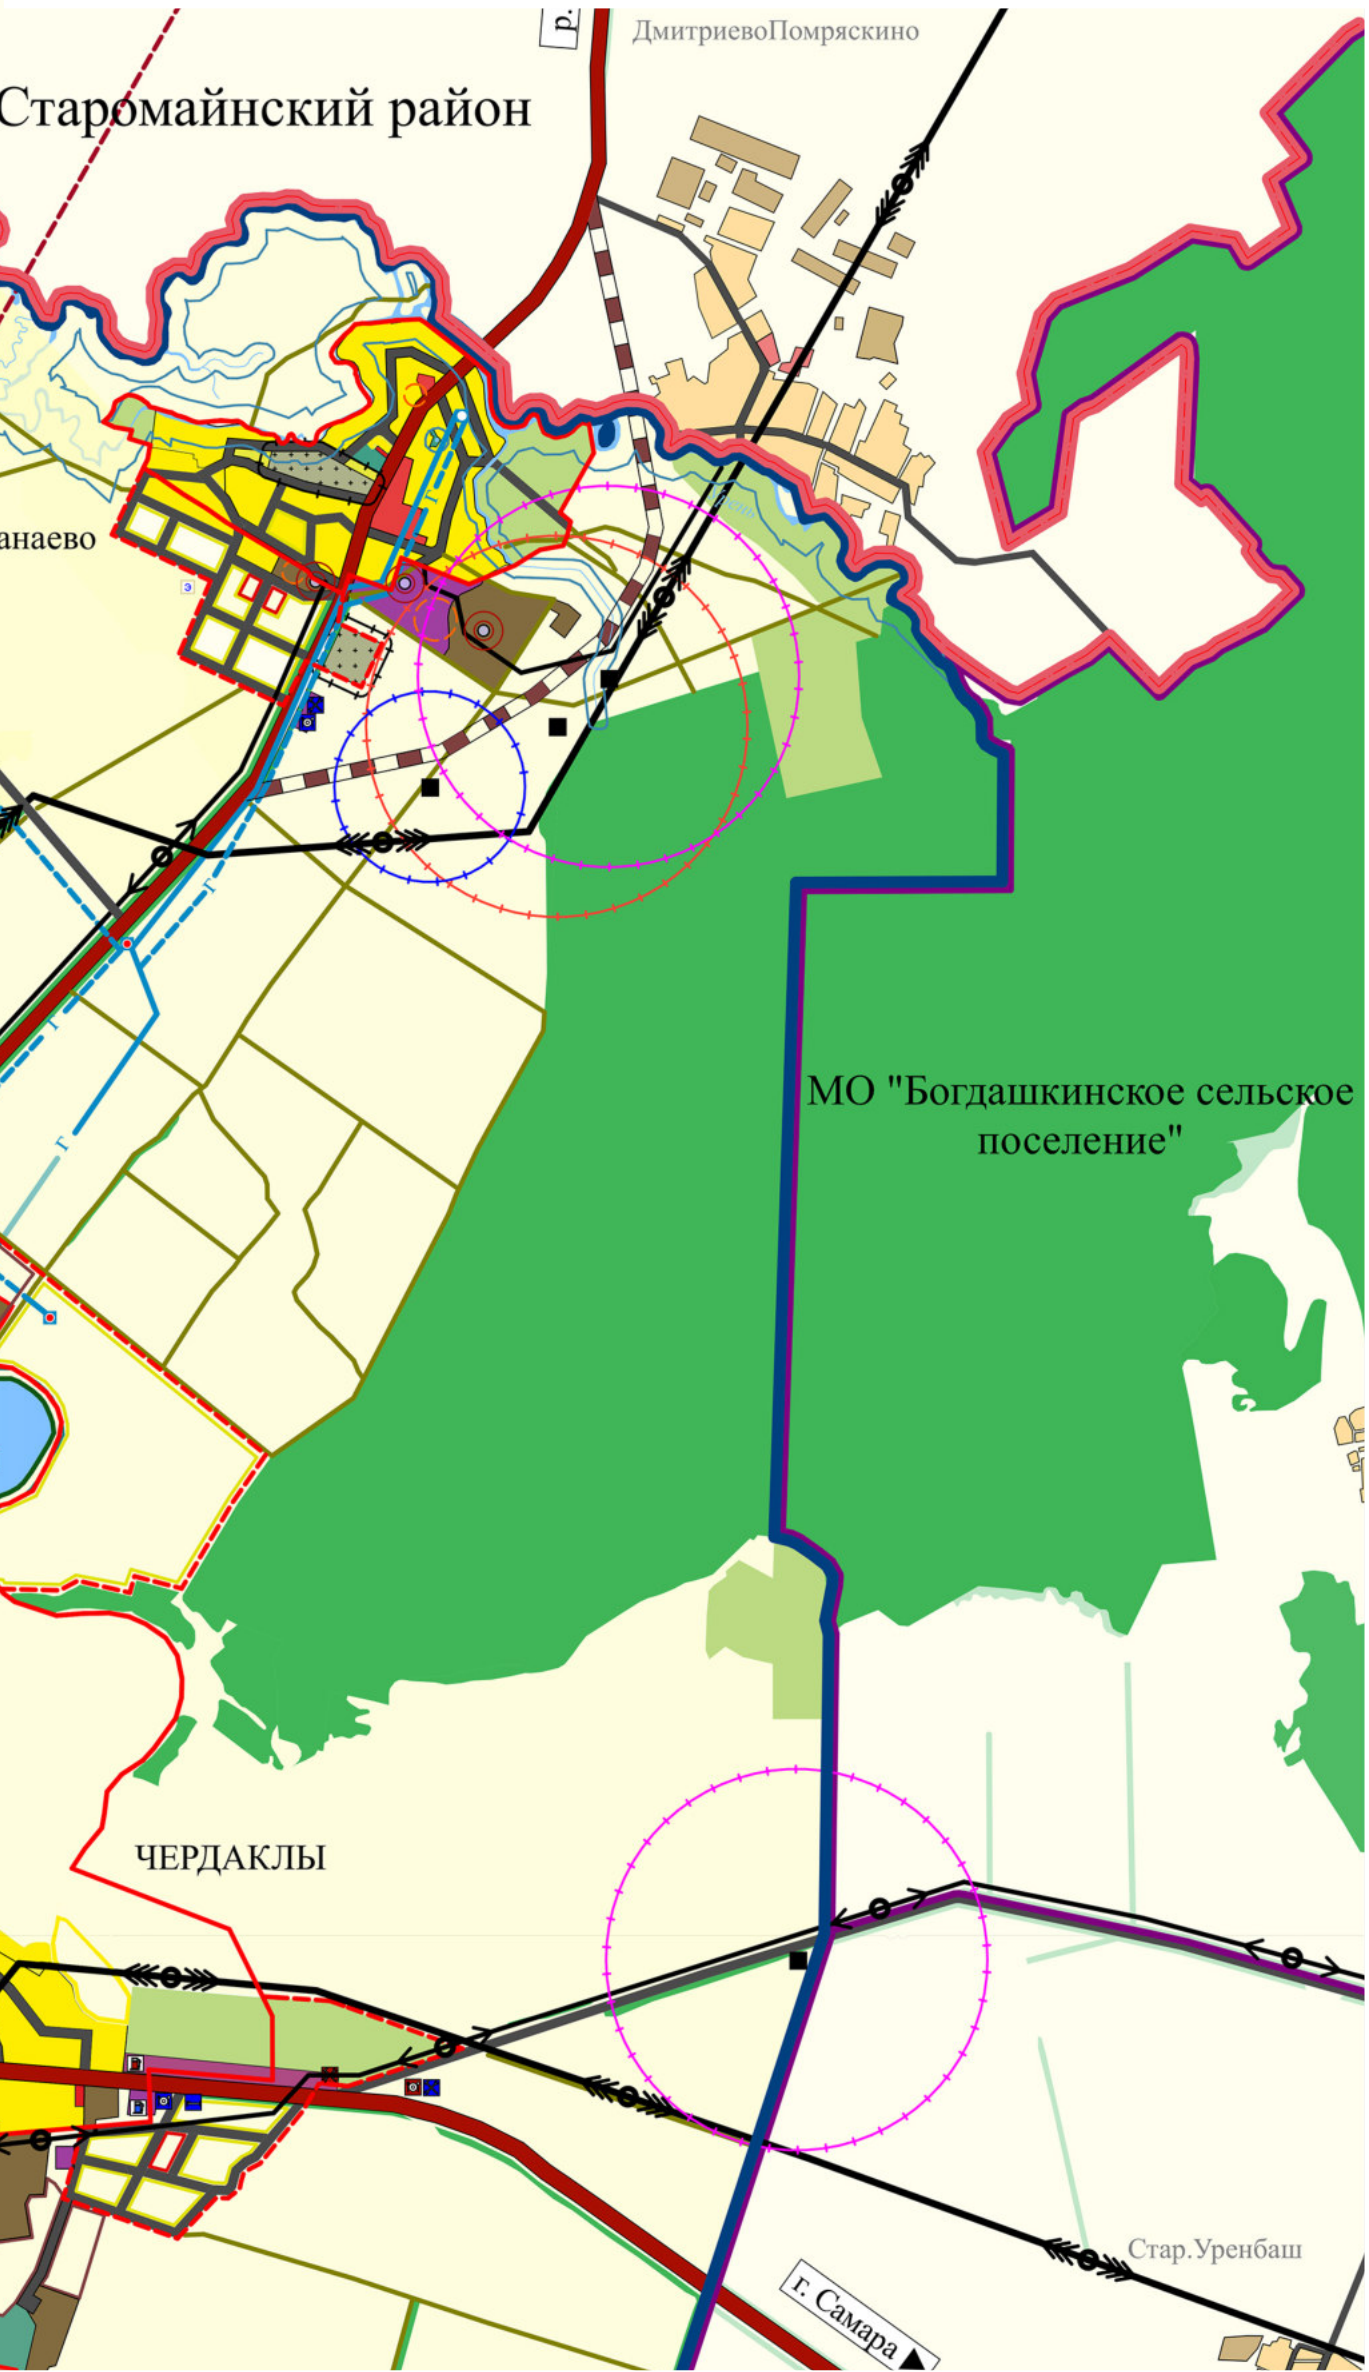 р.
ДмитриевоПомряскино
Старомайнский район
анаево
э
г
г
г
г
МО "Богдашкинское сельское
поселение"
ЧЕРДАКЛЫ
Стар.Уренбаш
г. Самара